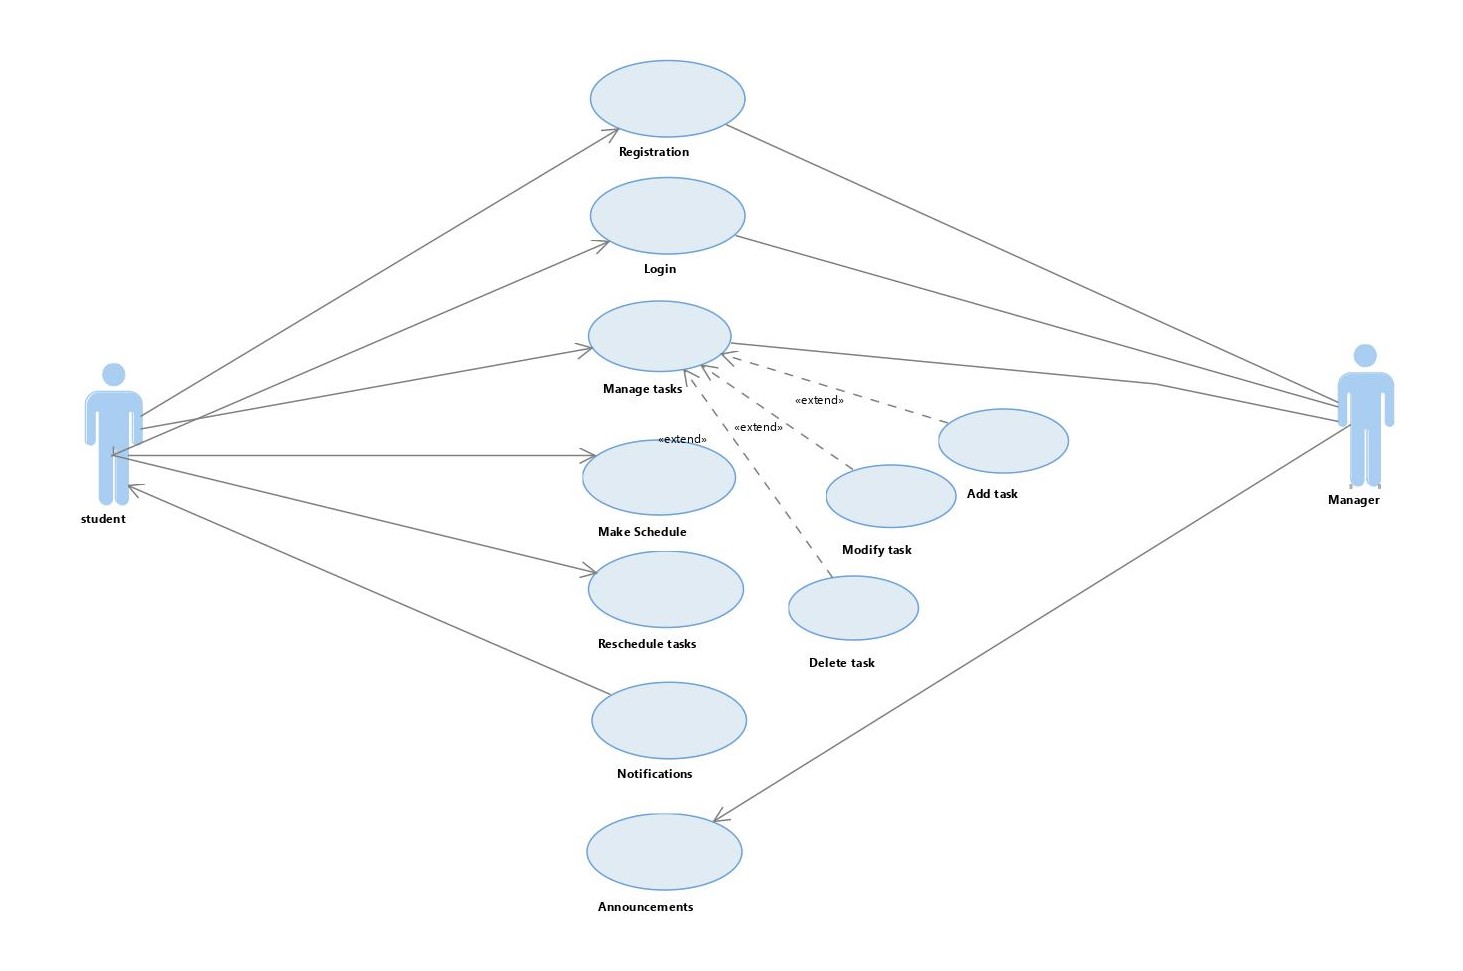 Registration
Login
Manage tasks
«extend»
«extend»
«extend»
Add task
Manager
student
Make Schedule
Modify task
Reschedule tasks
Delete task
Notifications
Announcements